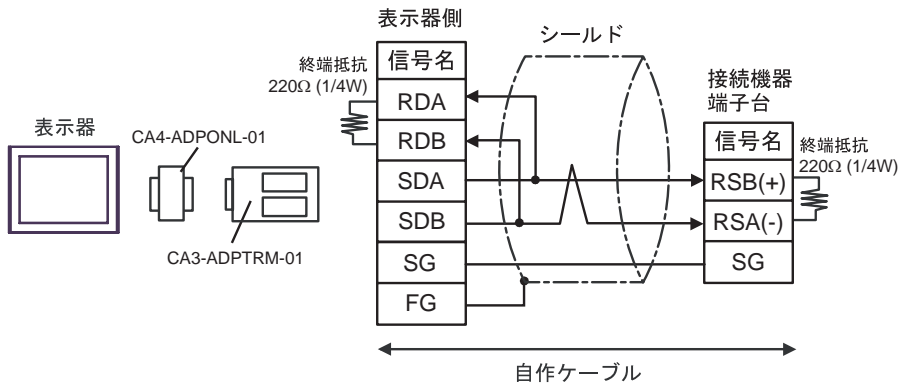 表示器側
シールド
信号名
終端抵抗
220Ω (1/4W)
RDA
RDB
SDA
SDB
SG
FG
接続機器
端子台
信号名
終端抵抗
220Ω (1/4W)
RSB(+)
RSA(-)
SG
表示器
CA4-ADPONL-01
CA3-ADPTRM-01
自作ケーブル